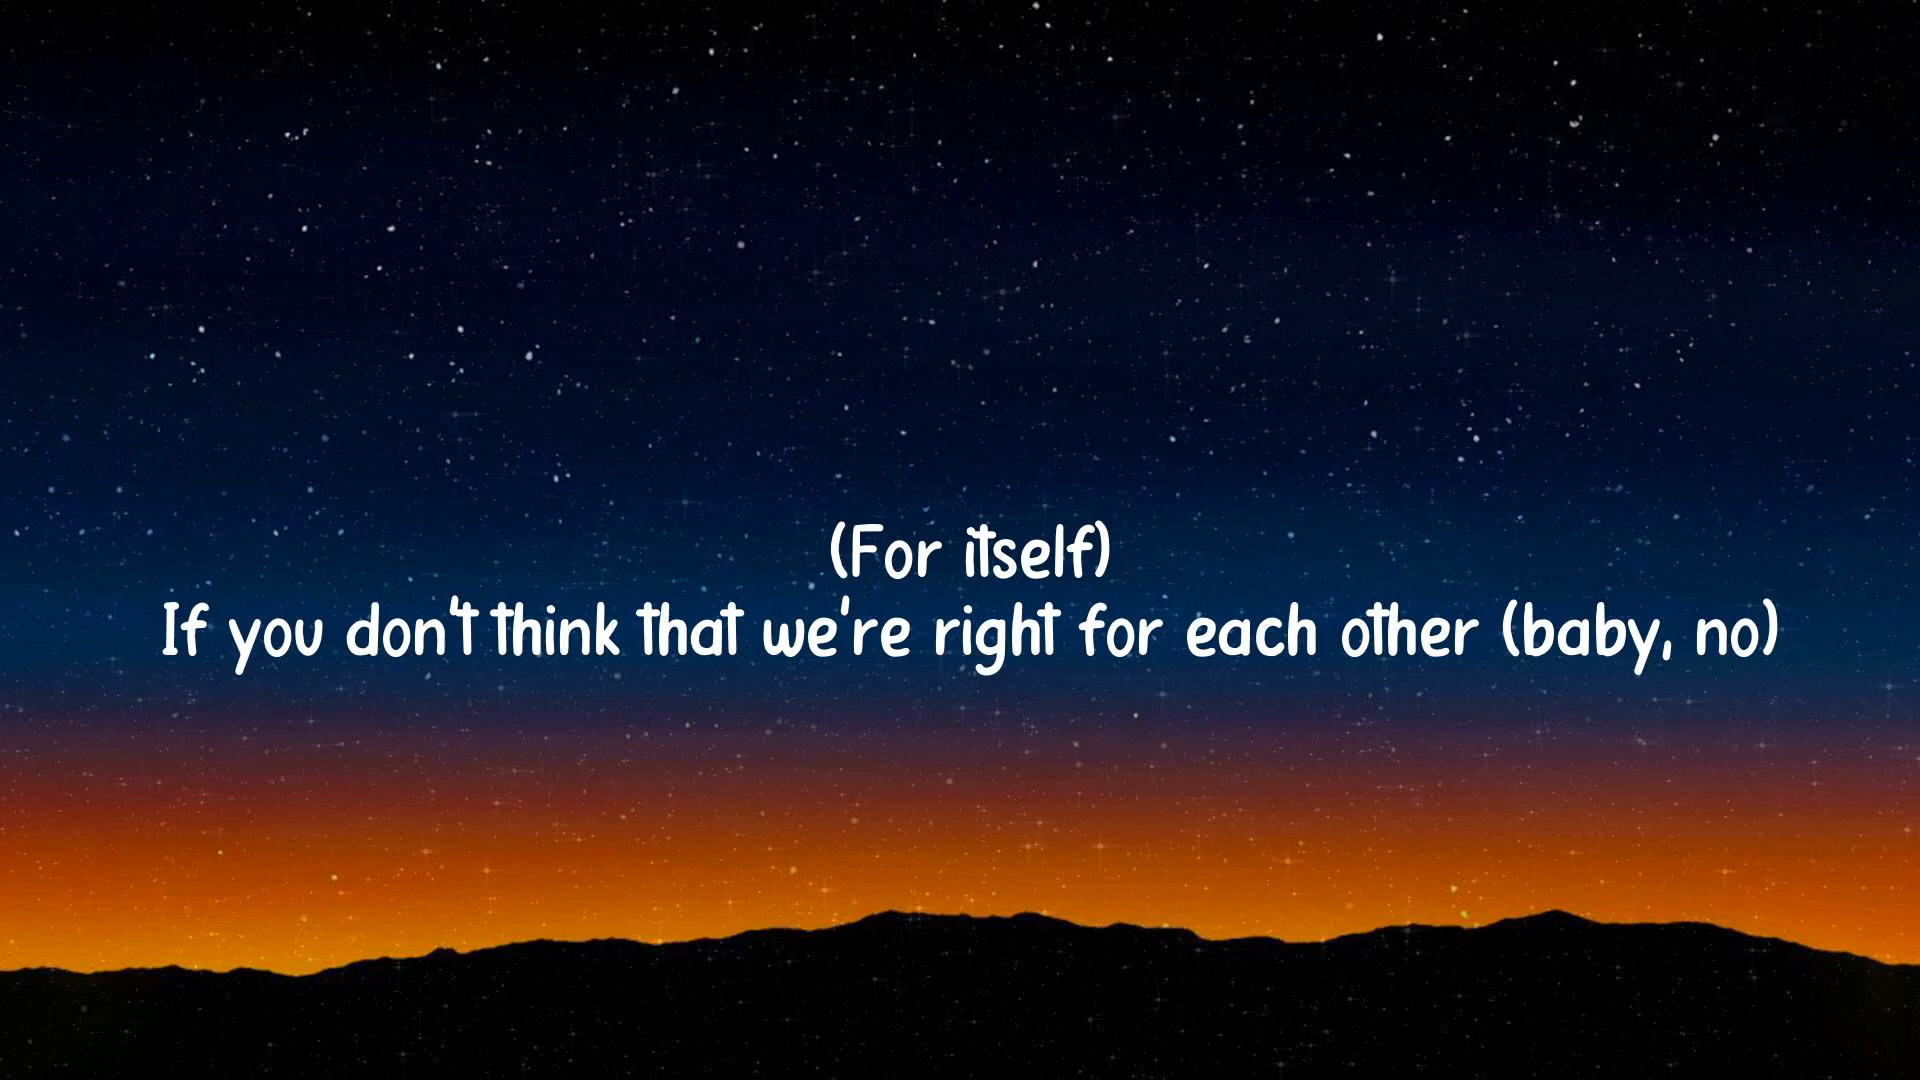 (For itself)
If you don't think that we're right for each other (baby, no)